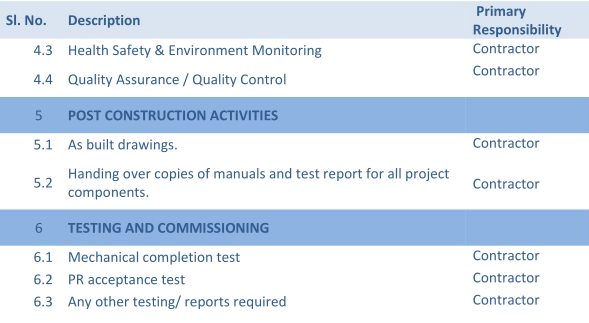 Sl. No. Description Primary Responsibility
4.3 Health Safety & Environment Monitoring Contractor
4.4 Quality Assurance / Quality Control Contractor
5 POST CONSTRUCTION ACTIVITIES
5.1 As built drawings. Contractor
5.2 Handing over copies of manuals and test report for all project
components. Contractor
6 TESTING AND COMMISSIONING
6.1 Mechanical completion test Contractor
6.2 PR acceptance test Contractor
6.3 Any other testing/ reports required Contractor